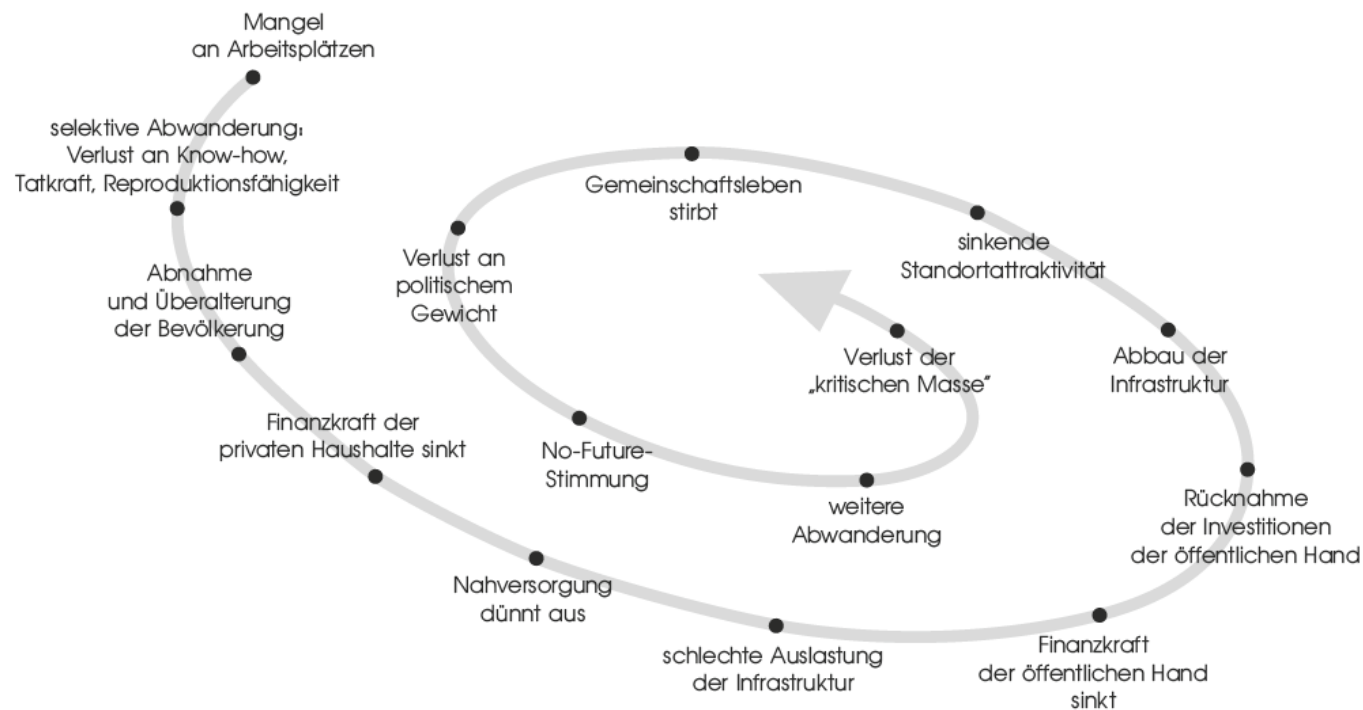 Mangel
an Arbeitsplätzen
selektive Abwanderung:
Verlust an Know-how,
Tatkraft, Reproduktionsfähigkeit
Abnahme
und Überalterung
der Bevölkerung
Finanzkraft der
privaten Haushalte sinkt
Nahversorgung
dünnt aus
schlechte Auslastung
der Infrastruktur
Finanzkraft
der öffentlichen Hand
sinkt
Rücknahme
der Investitionen
der öffentlichen Hand
Abbau der
Infrastruktur
sinkende
Standortattraktivität
Gemeinschaftsleben
stirbt
Verlust an
politischem
Gewicht
No-Future-
Stimmung
weitere
Abwanderung
Verlust der
„kritischen Masse“